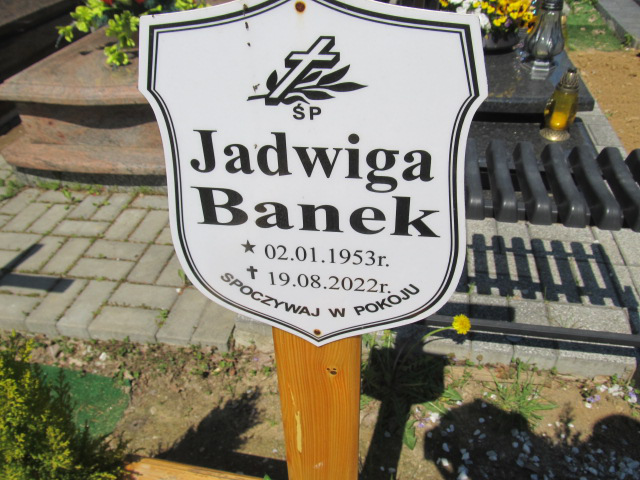 ŚP
Jadwiga
Banek
★ 02.01.1953r.
✝ 19.08.2022r.
SPOCZYWAJ W POKOJU